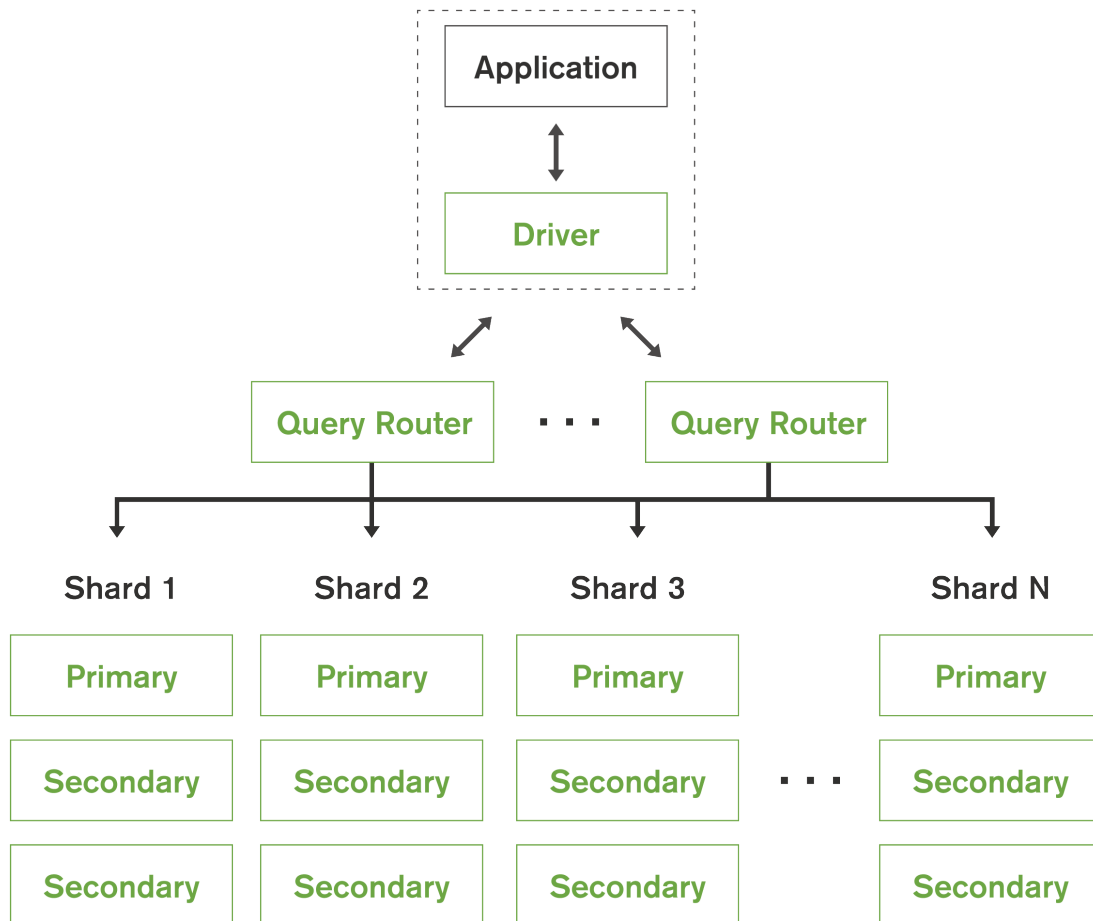 Application
Driver
Query Router . . . Query Router
Shard 1 Shard 2 Shard 3 Shard N
Primary Primary Primary Primary
Secondary Secondary Secondary . . . Secondary
Secondary Secondary Secondary Secondary